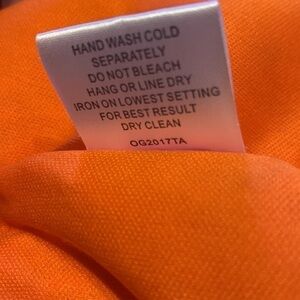 HAND WASH COLD
SEPARATELY
DO NOT BLEACH
HANG OR LINE DRY
IRON ON LOWEST SETTING
FOR BEST RESULT
DRY CLEAN
OG2017TA